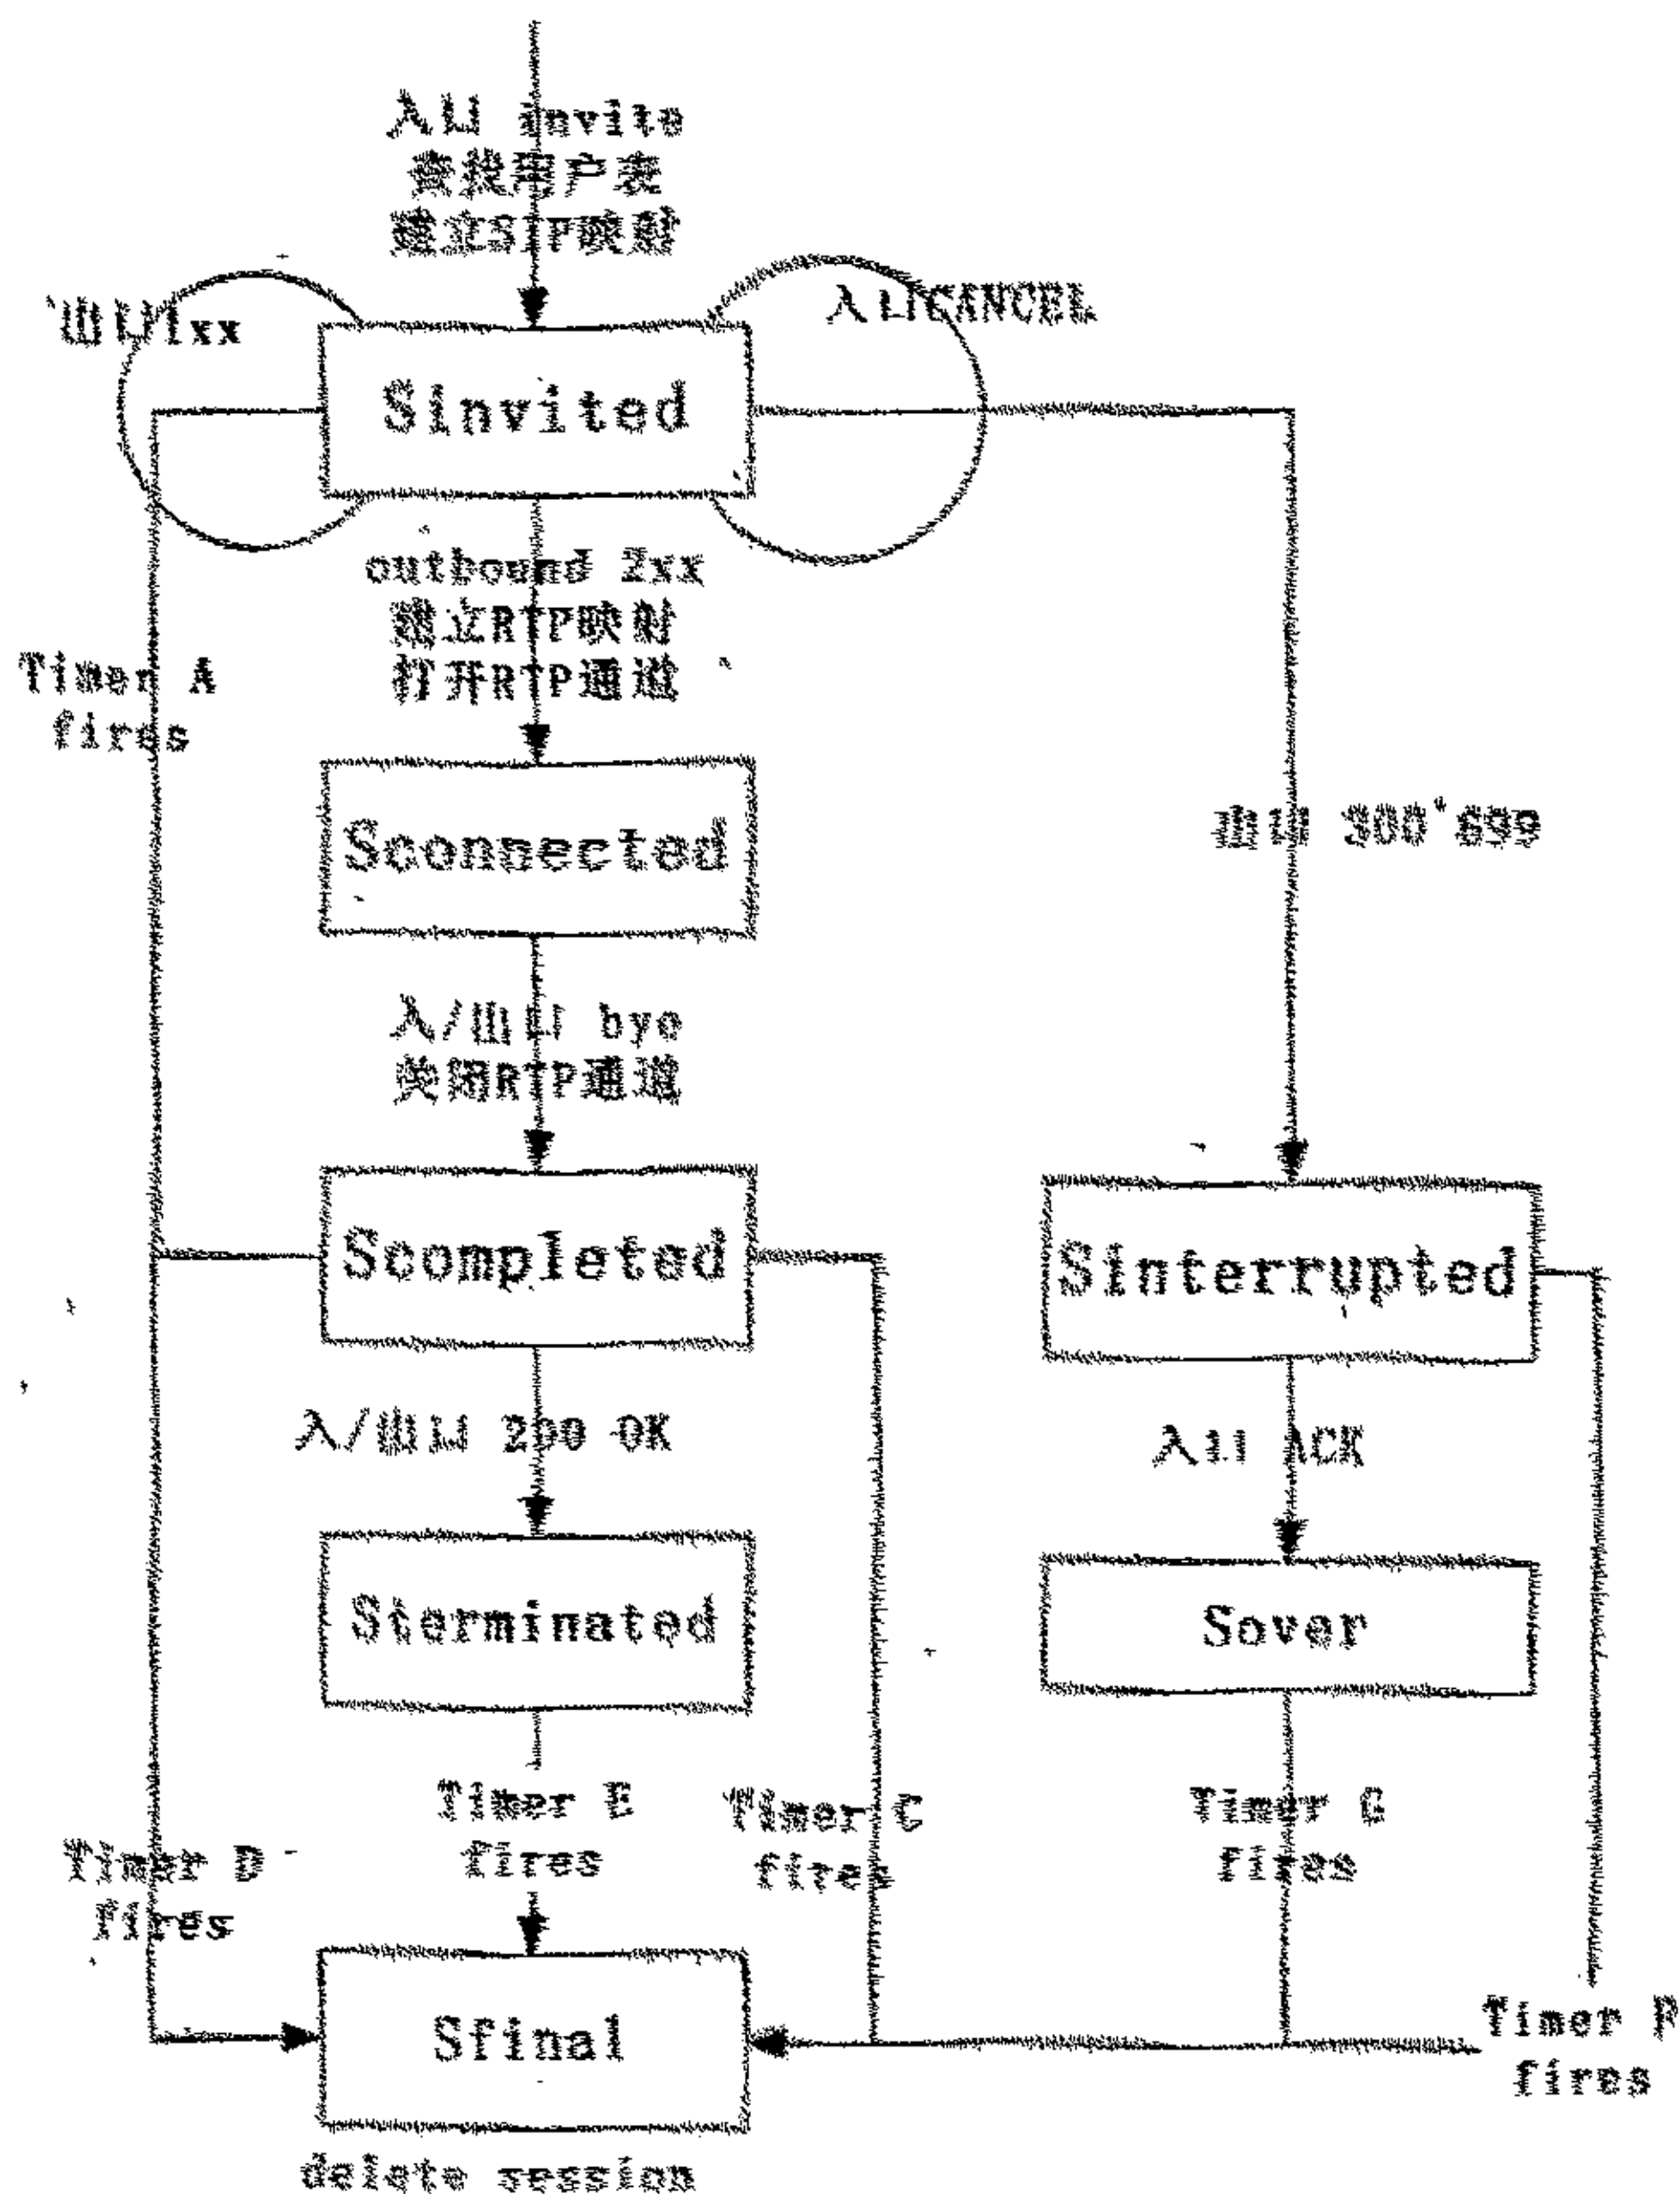 入口 invite
查找用户表
建立SIP映射
出口1xx
入口CANCEL
Sinvited
outbound 2xx
建立RTP映射
打开RTP通道
Timer A
fires
Sconnected
出口 300~699
入/出口 bye
关闭RTP通道
Scompleted
Sinterrupted
入/出口 200 OK
入口 ACK
Sterminated
Sover
Timer E
fires
Timer C
fires
Timer G
fires
Timer D
fires
Sfinal
Timer F
fires
delete session